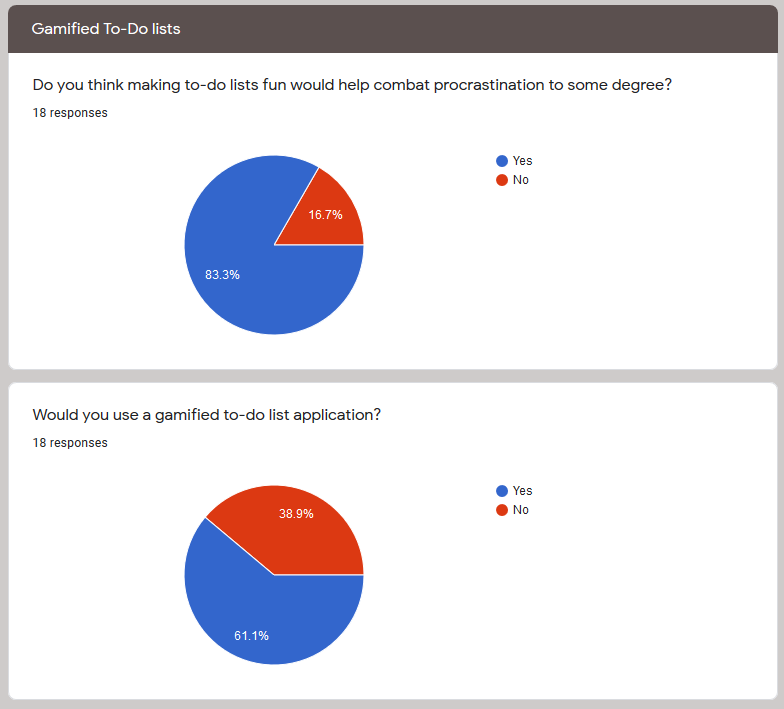 Gamified To-Do lists
Do you think making to-do lists fun would help combat procrastination to some degree?
18 responses
Yes
No
16.7%
83.3%
Would you use a gamified to-do list application?
18 responses
Yes
No
38.9%
61.1%